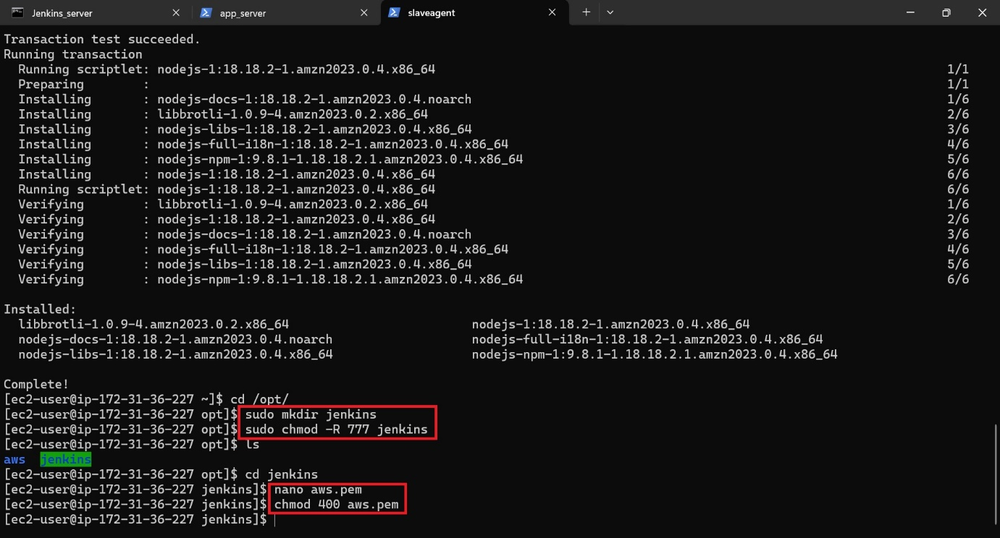 Jenkins_server
app_server
slaveagent
Transaction test succeeded.
Running transaction
Running scriptlet: nodejs-1:18.18.2-1.amzn2023.0.4.x86_64 1/1
Preparing : 1/1
Installing : nodejs-docs-1:18.18.2-1.amzn2023.0.4.noarch 1/6
Installing : libbrotli-1.0.9-4.amzn2023.0.2.x86_64 2/6
Installing : nodejs-libs-1:18.18.2-1.amzn2023.0.4.x86_64 3/6
Installing : nodejs-full-i18n-1:18.18.2-1.amzn2023.0.4.x86_64 4/6
Installing : nodejs-npm-1:9.8.1-1.18.18.2.1.amzn2023.0.4.x86_64 5/6
Installing : nodejs-1:18.18.2-1.amzn2023.0.4.x86_64 6/6
Running scriptlet: nodejs-1:18.18.2-1.amzn2023.0.4.x86_64 6/6
Verifying : libbrotli-1.0.9-4.amzn2023.0.2.x86_64 1/6
Verifying : nodejs-1:18.18.2-1.amzn2023.0.4.x86_64 2/6
Verifying : nodejs-docs-1:18.18.2-1.amzn2023.0.4.noarch 3/6
Verifying : nodejs-full-i18n-1:18.18.2-1.amzn2023.0.4.x86_64 4/6
Verifying : nodejs-libs-1:18.18.2-1.amzn2023.0.4.x86_64 5/6
Verifying : nodejs-npm-1:9.8.1-1.18.18.2.1.amzn2023.0.4.x86_64 6/6
Installed:
libbrotli-1.0.9-4.amzn2023.0.2.x86_64 nodejs-1:18.18.2-1.amzn2023.0.4.x86_64
nodejs-docs-1:18.18.2-1.amzn2023.0.4.noarch nodejs-full-i18n-1:18.18.2-1.amzn2023.0.4.x86_64
nodejs-libs-1:18.18.2-1.amzn2023.0.4.x86_64 nodejs-npm-1:9.8.1-1.18.18.2.1.amzn2023.0.4.x86_64
Complete!
[ec2-user@ip-172-31-36-227 ~]$ cd /opt/
[ec2-user@ip-172-31-36-227 opt]$ sudo mkdir jenkins
[ec2-user@ip-172-31-36-227 opt]$ sudo chmod -R 777 jenkins
[ec2-user@ip-172-31-36-227 opt]$ ls
aws jenkins
[ec2-user@ip-172-31-36-227 opt]$ cd jenkins
[ec2-user@ip-172-31-36-227 jenkins]$ nano aws.pem
[ec2-user@ip-172-31-36-227 jenkins]$ chmod 400 aws.pem
[ec2-user@ip-172-31-36-227 jenkins]$